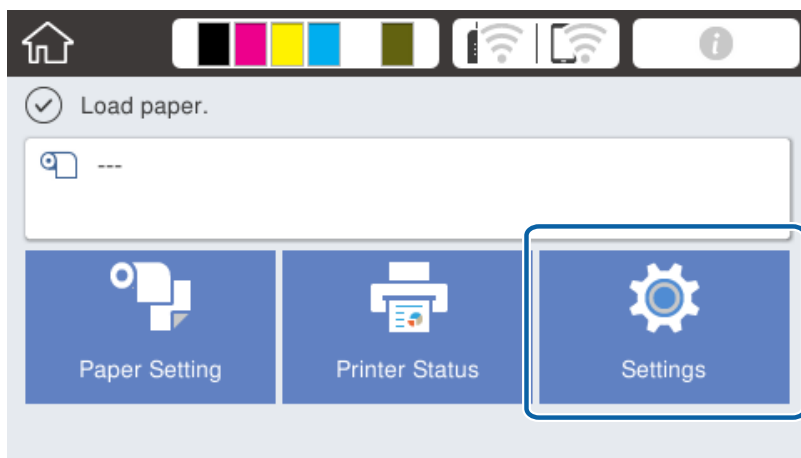 Load paper.
---
Paper Setting
Printer Status
Settings